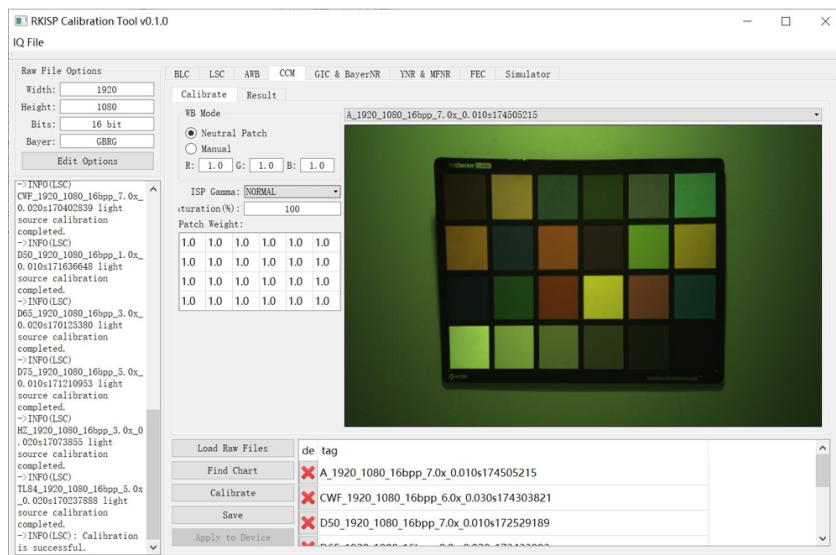 RKISP Calibration Tool v0.1.0
IQ File
Raw File Options
Width: 1920
Height: 1080
Bits: 16 bit
Bayer: GBRG
Edit Options
->INFO(LSC)
CWF_1920_1080_16bpp_7.0x_
0.020s170402839 light
source calibration
completed.
->INFO(LSC)
D50_1920_1080_16bpp_1.0x_
0.010s171636648 light
source calibration
completed.
->INFO(LSC)
D65_1920_1080_16bpp_3.0x_
0.020s170125380 light
source calibration
completed.
->INFO(LSC)
D75_1920_1080_16bpp_5.0x_
0.010s171210953 light
source calibration
completed.
->INFO(LSC)
HZ_1920_1080_16bpp_3.0x_0
.020s17073855 light
source calibration
completed.
->INFO(LSC)
TL84_1920_1080_16bpp_5.0x
_0.020s170237888 light
source calibration
completed.
->INFO(LSC): Calibration
is successful.
BLC LSC AWB CCM GIC & BayerNR YNR & MFNR FEC Simulator
Calibrate Result
WB Mode
Neutral Patch
Manual
R: 1.0 G: 1.0 B: 1.0
ISP Gamma: NORMAL
turation(%): 100
Patch Weight:
1.0 1.0 1.0 1.0 1.0 1.0
1.0 1.0 1.0 1.0 1.0 1.0
1.0 1.0 1.0 1.0 1.0 1.0
1.0 1.0 1.0 1.0 1.0 1.0
A_1920_1080_16bpp_7.0x_0.010s174505215
Load Raw Files
Find Chart
Calibrate
Save
Apply to Device
de tag
A_1920_1080_16bpp_7.0x_0.010s174505215
CWF_1920_1080_16bpp_6.0x_0.030s174303821
D50_1920_1080_16bpp_7.0x_0.010s172529189